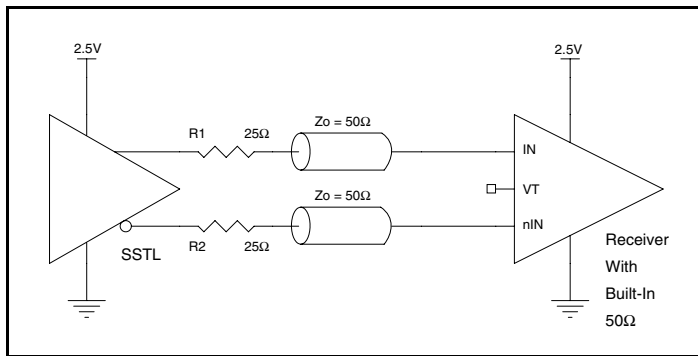 2.5V
2.5V
R1
25Ω
Zo = 50Ω
IN
VT
Zo = 50Ω
nIN
SSTL
R2
25Ω
Receiver
With
Built-In
50Ω